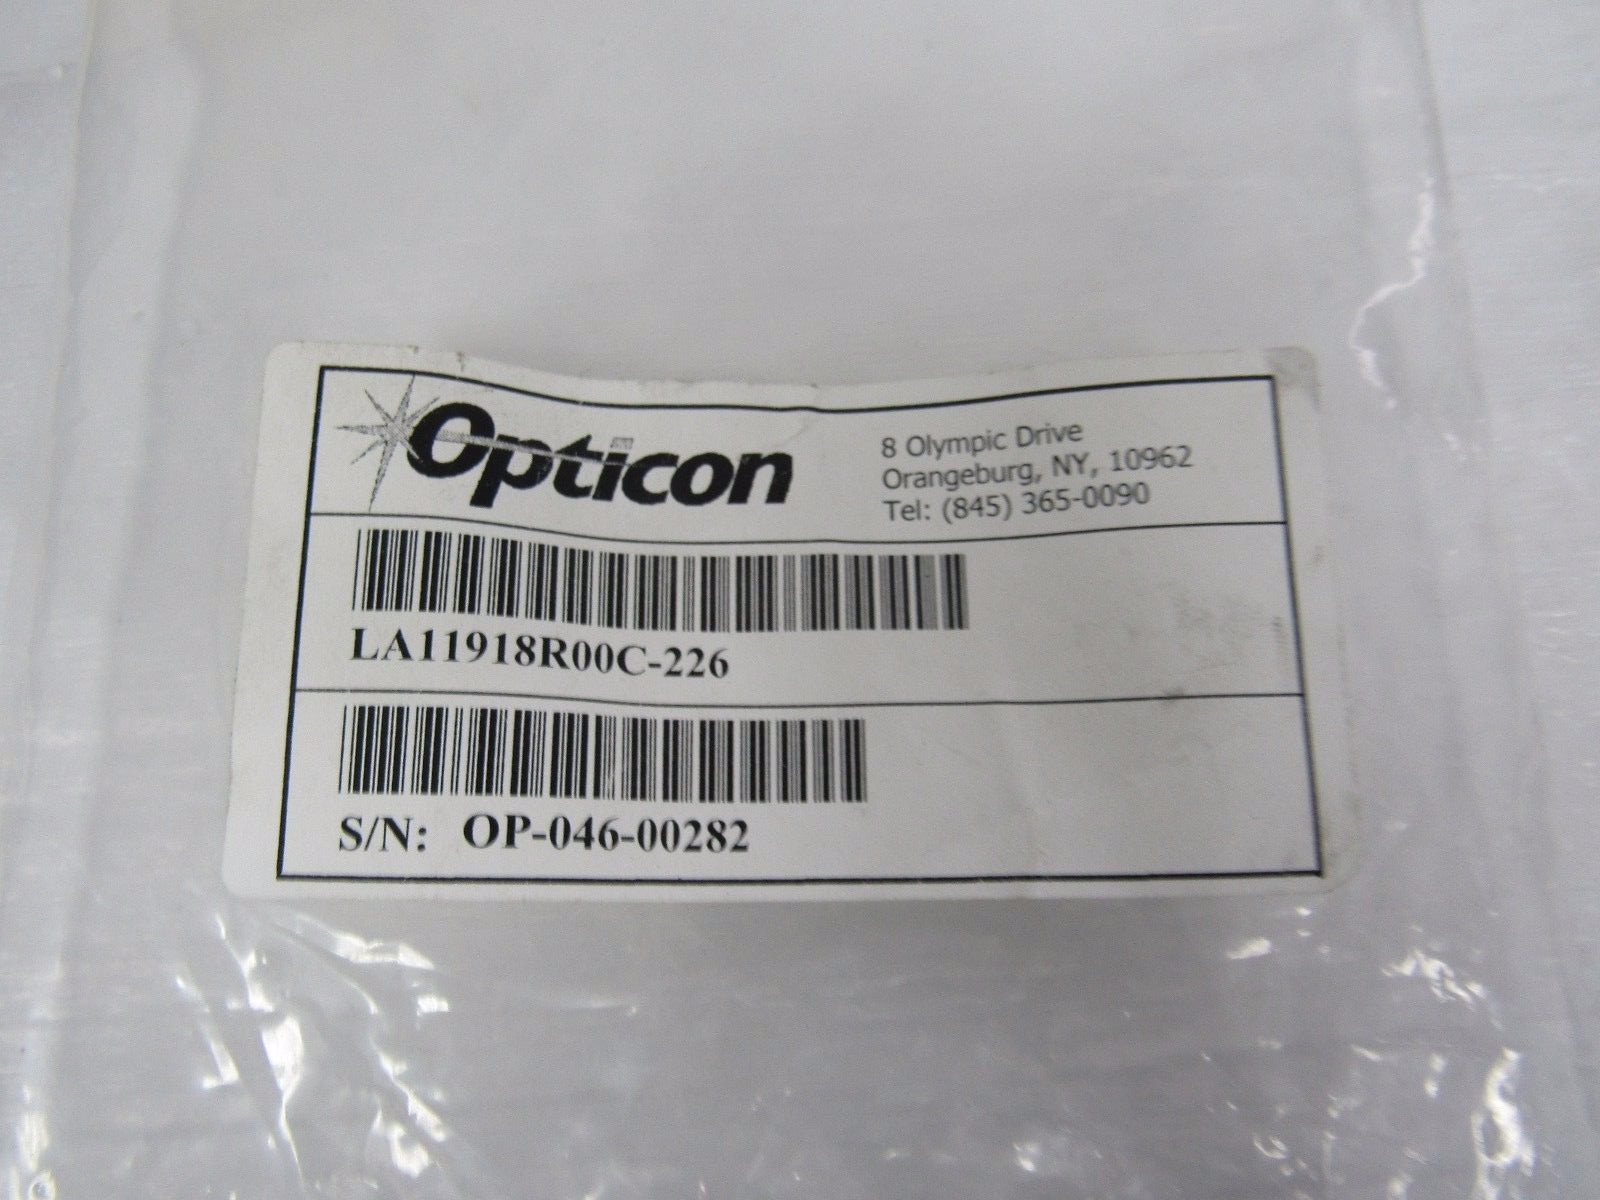 Opticon
8 Olympic Drive
Orangeburg, NY, 10962
Tel: (845) 365-0090
LA11918R00C-226
S/N: OP-046-00282